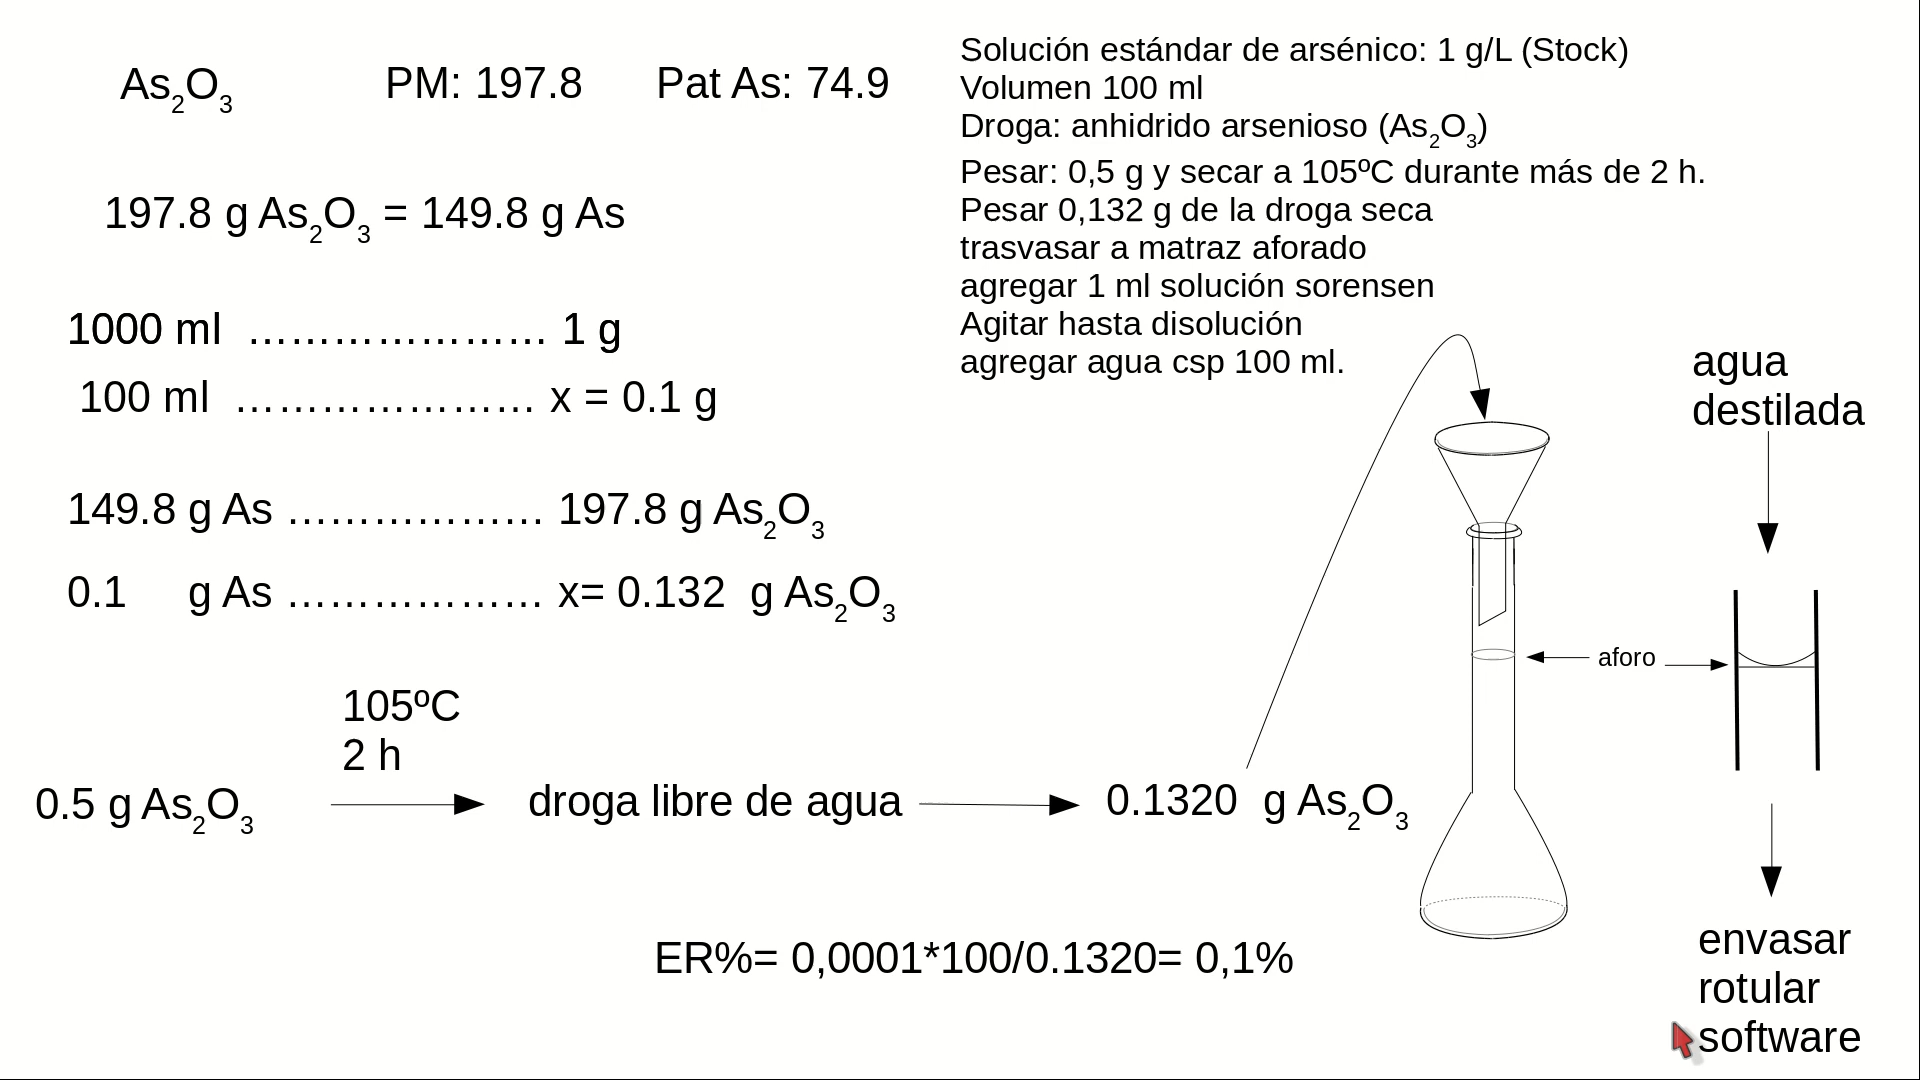 As₂O₃ PM: 197.8 Pat As: 74.9
197.8 g As₂O₃ = 149.8 g As
1000 ml ………………… 1 g
100 ml ………………… x = 0.1 g
149.8 g As ……………… 197.8 g As₂O₃
0.1 g As ……………… x= 0.132 g As₂O₃
Solución estándar de arsénico: 1 g/L (Stock)
Volumen 100 ml
Droga: anhidrido arsenioso (As₂O₃)
Pesar: 0,5 g y secar a 105ºC durante más de 2 h.
Pesar 0,132 g de la droga seca
trasvasar a matraz aforado
agregar 1 ml solución sorensen
Agitar hasta disolución
agregar agua csp 100 ml.
agua
destilada
aforo
105ºC
2 h
0.5 g As₂O₃ droga libre de agua 0.1320 g As₂O₃
ER%= 0,0001*100/0.1320= 0,1%
envasar
rotular
software